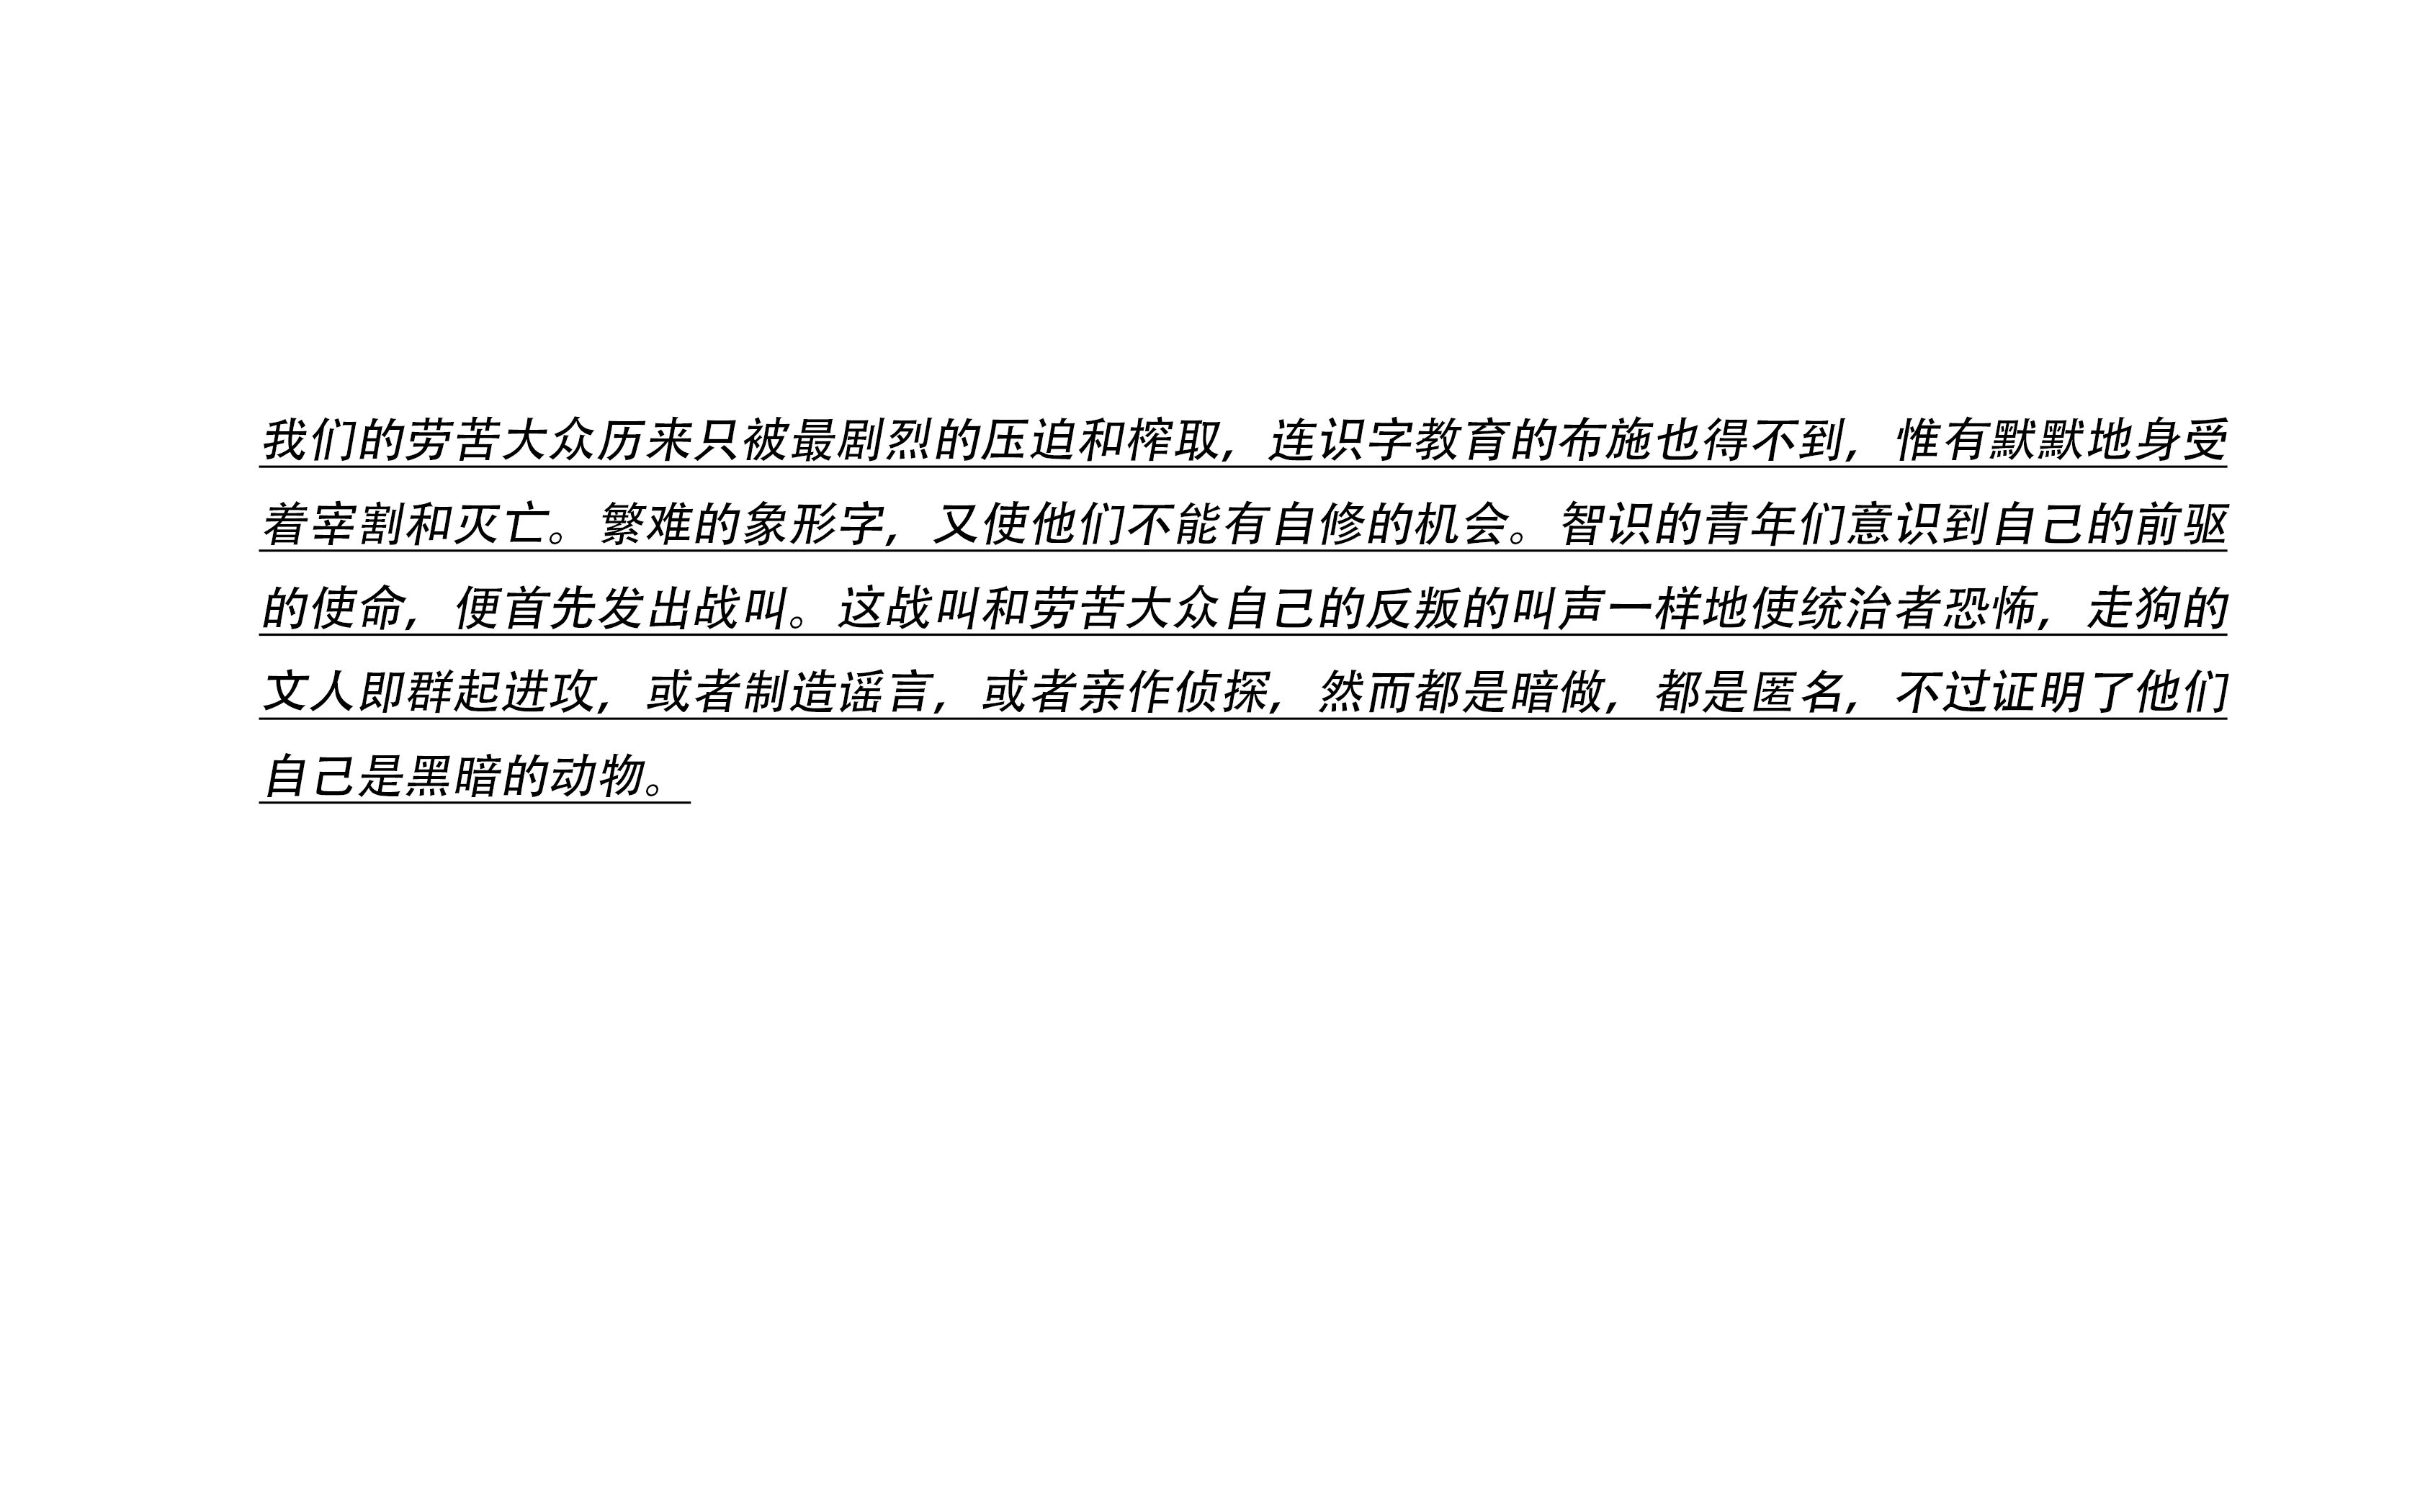 我们的劳苦大众历来只被最剧烈的压迫和榨取，连识字教育的布施也得不到，惟有默默地身受
着宰割和灭亡。繁难的象形字，又使他们不能有自修的机会。智识的青年们意识到自己的前驱
的使命，便首先发出战叫。这战叫和劳苦大众自己的反叛的叫声一样地使统治者恐怖，走狗的
文人即群起进攻，或者制造谣言，或者亲作侦探，然而都是暗做，都是匿名，不过证明了他们
自己是黑暗的动物。